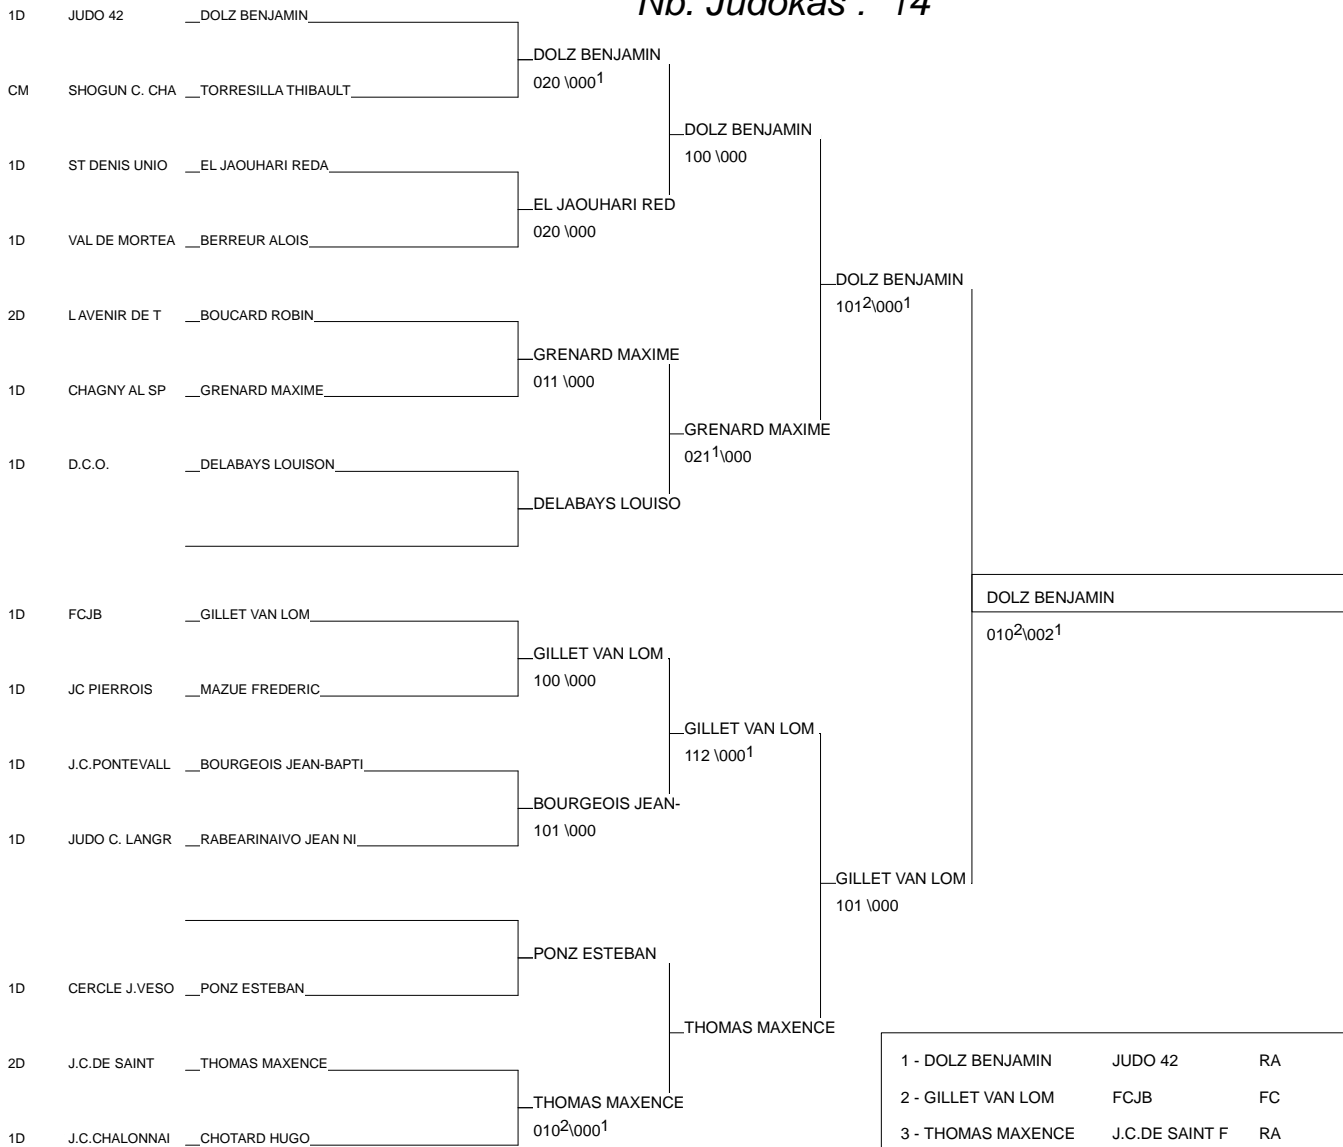 Nb. Judokas : 14
1D JUDO 42 DOLZ BENJAMIN
DOLZ BENJAMIN
020 \000¹
CM SHOGUN C. CHA TORRESILLA THIBAULT
DOLZ BENJAMIN
100 \000
1D ST DENIS UNIO EL JAOUHARI REDA
EL JAOUHARI RED
020 \000
1D VAL DE MORTEA BERREUR ALOIS
DOLZ BENJAMIN
101²\000¹
2D L AVENIR DE T BOUCARD ROBIN
GRENARD MAXIME
011 \000
1D CHAGNY AL SP GRENARD MAXIME
GRENARD MAXIME
021¹\000
1D D.C.O. DELABAYS LOUISON
DELABAYS LOUISO
DOLZ BENJAMIN
010²\002¹
1D FCJB GILLET VAN LOM
GILLET VAN LOM
100 \000
1D JC PIERROIS MAZUE FREDERIC
GILLET VAN LOM
112 \000¹
1D J.C.PONTEVALL BOURGEOIS JEAN-BAPTI
BOURGEOIS JEAN-
101 \000
1D JUDO C. LANGR RABEARINAIVO JEAN NI
GILLET VAN LOM
101 \000
PONZ ESTEBAN
1D CERCLE J.VESO PONZ ESTEBAN
THOMAS MAXENCE
2D J.C.DE SAINT THOMAS MAXENCE
THOMAS MAXENCE
010²\000¹
1D J.C.CHALONNAI CHOTARD HUGO
1 - DOLZ BENJAMIN JUDO 42 RA
2 - GILLET VAN LOM FCJB FC
3 - THOMAS MAXENCE J.C.DE SAINT F RA